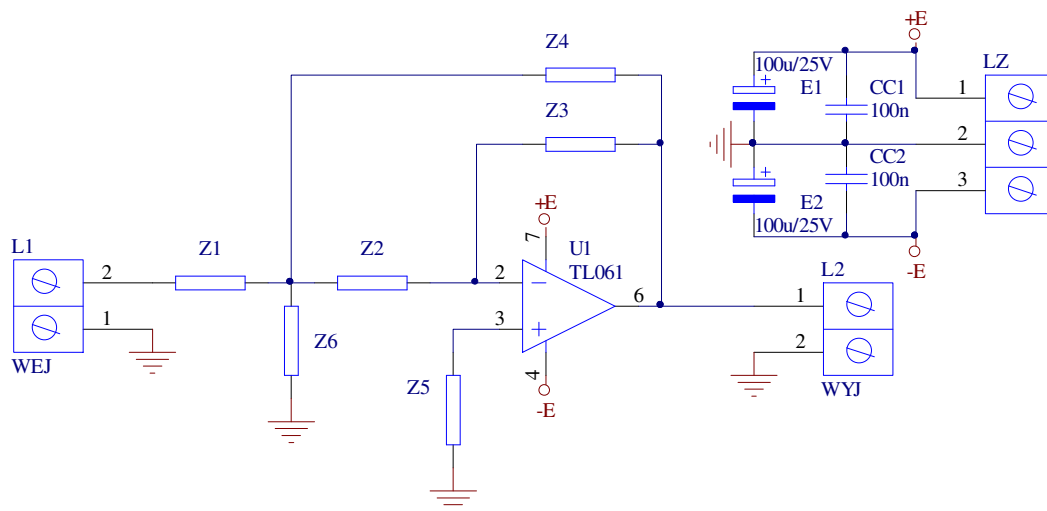 +E
Z4
100u/25V
LZ
E1
CC1
1
100n
Z3
2
CC2
3
100n
+E
E2
100u/25V
7
U1
L1
Z1
Z2
TL061
-E
L2
2
2
6
1
1
3
Z6
2
WEJ
4
Z5
-E
WYJ